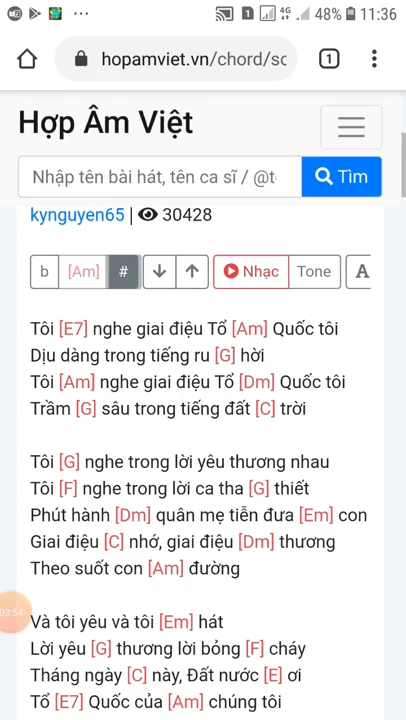 4G 48% 11:36
hopamviet.vn/chord/sc
1
Hợp Âm Việt
Nhập tên bài hát, tên ca sĩ / @t
Tìm
kynguyen65 | 30428
b [Am] # Nhạc Tone A
Tôi [E7] nghe giai điệu Tổ [Am] Quốc tôi
Dịu dàng trong tiếng ru [G] hời
Tôi [Am] nghe giai điệu Tổ [Dm] Quốc tôi
Trầm [G] sâu trong tiếng đất [C] trời
Tôi [G] nghe trong lời yêu thương nhau
Tôi [F] nghe trong lời ca tha [G] thiết
Phút hành [Dm] quân mẹ tiễn đưa [Em] con
Giai điệu [C] nhớ, giai điệu [Dm] thương
Theo suốt con [Am] đường
03:54
Và tôi yêu và tôi [Em] hát
Lời yêu [G] thương lời bỏng [F] cháy
Tháng ngày [C] này, Đất nước [E] ơi
Tổ [E7] Quốc của [Am] chúng tôi